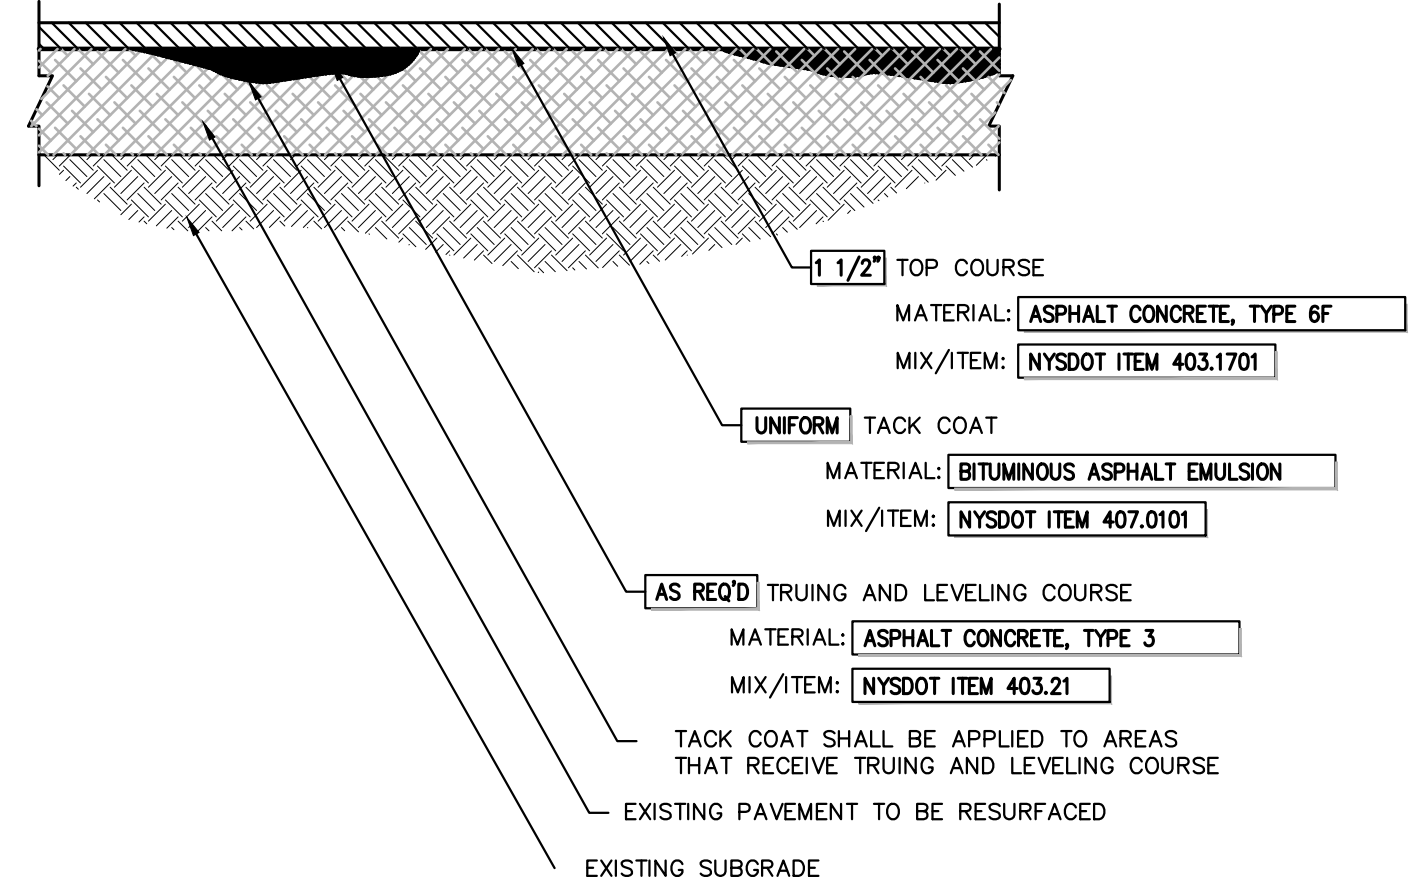 1 1/2" TOP COURSE
MATERIAL: ASPHALT CONCRETE, TYPE 6F
MIX/ITEM: NYSDOT ITEM 403.1701
UNIFORM TACK COAT
MATERIAL: BITUMINOUS ASPHALT EMULSION
MIX/ITEM: NYSDOT ITEM 407.0101
AS REQ'D TRUING AND LEVELING COURSE
MATERIAL: ASPHALT CONCRETE, TYPE 3
MIX/ITEM: NYSDOT ITEM 403.21
TACK COAT SHALL BE APPLIED TO AREAS
THAT RECEIVE TRUING AND LEVELING COURSE
EXISTING PAVEMENT TO BE RESURFACED
EXISTING SUBGRADE